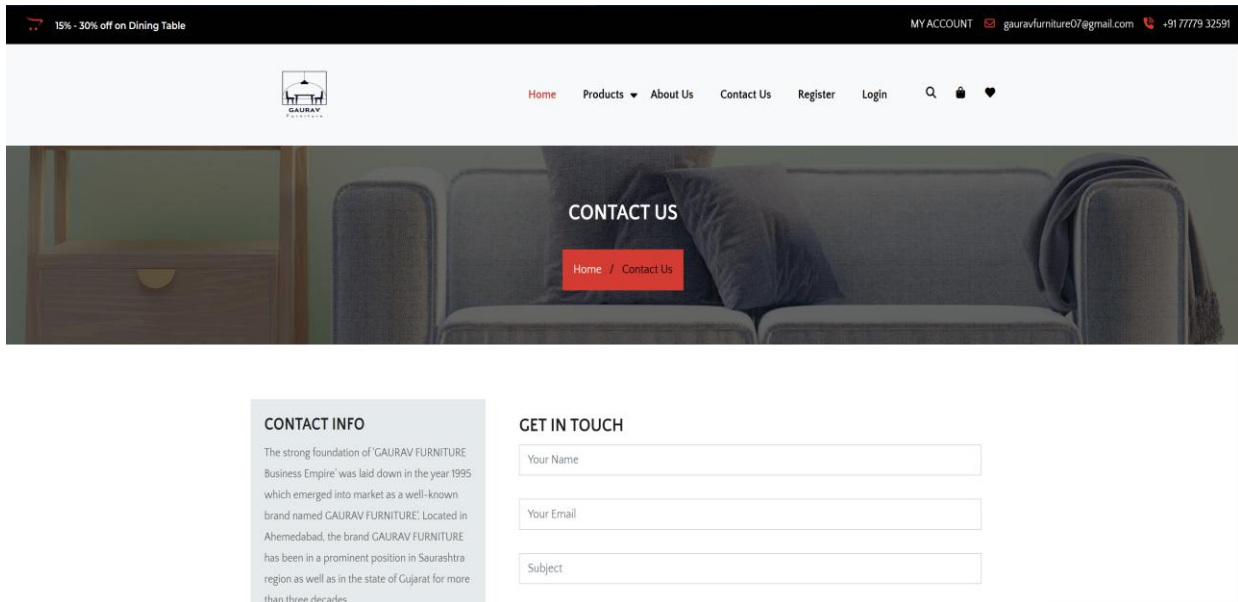 15% - 30% off on Dining Table
MY ACCOUNT gauravfurniture07@gmail.com +91 77779 32591
GAURAV
Furniture
Home Products About Us Contact Us Register Login
CONTACT US
Home / Contact Us
CONTACT INFO
The strong foundation of 'GAURAV FURNITURE
Business Empire' was laid down in the year 1995
which emerged into market as a well-known
brand named GAURAV FURNITURE'. Located in
Ahemedabad, the brand GAURAV FURNITURE
has been in a prominent position in Saurashtra
region as well as in the state of Gujarat for more
than three decades
GET IN TOUCH
Your Name
Your Email
Subject